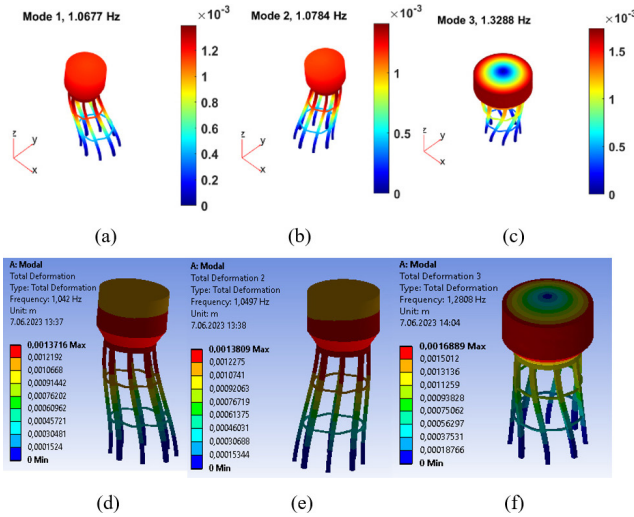 Mode 1, 1.0677 Hz
×10⁻³
1.2
1
0.8
0.6
0.4
0.2
0
z
y
x
(a)
Mode 2, 1.0784 Hz
×10⁻³
1
0.5
0
z
y
x
(b)
Mode 3, 1.3288 Hz
×10⁻³
1.5
1
0.5
0
z
y
x
(c)
A: Modal
Total Deformation
Type: Total Deformation
Frequency: 1,042 Hz
Unit: m
7.06.2023 13:37
0,0013716 Max
0,0012192
0,0010668
0,00091442
0,00076202
0,00060962
0,00045721
0,00030481
0,0001524
0 Min
(d)
A: Modal
Total Deformation 2
Type: Total Deformation
Frequency: 1,0497 Hz
Unit: m
7.06.2023 13:38
0,0013809 Max
0,0012275
0,0010741
0,00092063
0,00076719
0,00061375
0,00046031
0,00030688
0,00015344
0 Min
(e)
A: Modal
Total Deformation 3
Type: Total Deformation
Frequency: 1,2808 Hz
Unit: m
7.06.2023 14:04
0,0016889 Max
0,0015012
0,0013136
0,0011259
0,00093828
0,00075062
0,00056297
0,00037531
0,00018766
0 Min
(f)